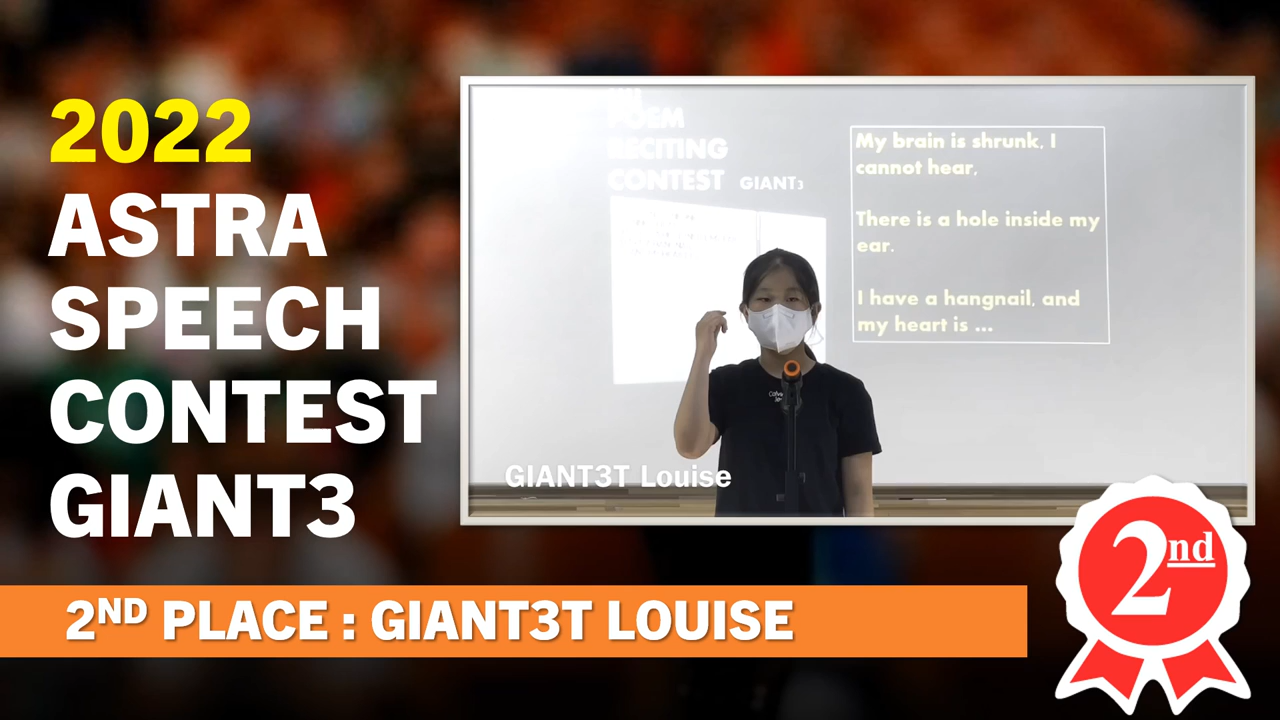 2022
ASTRA
SPEECH
CONTEST
GIANT3
POEM
RECITING
CONTEST GIANT3
My brain is shrunk, I
cannot hear,
There is a hole inside my
ear.
I have a hangnail, and
my heart is ...
GIANT3T Louise
2nd
2ND PLACE : GIANT3T LOUISE